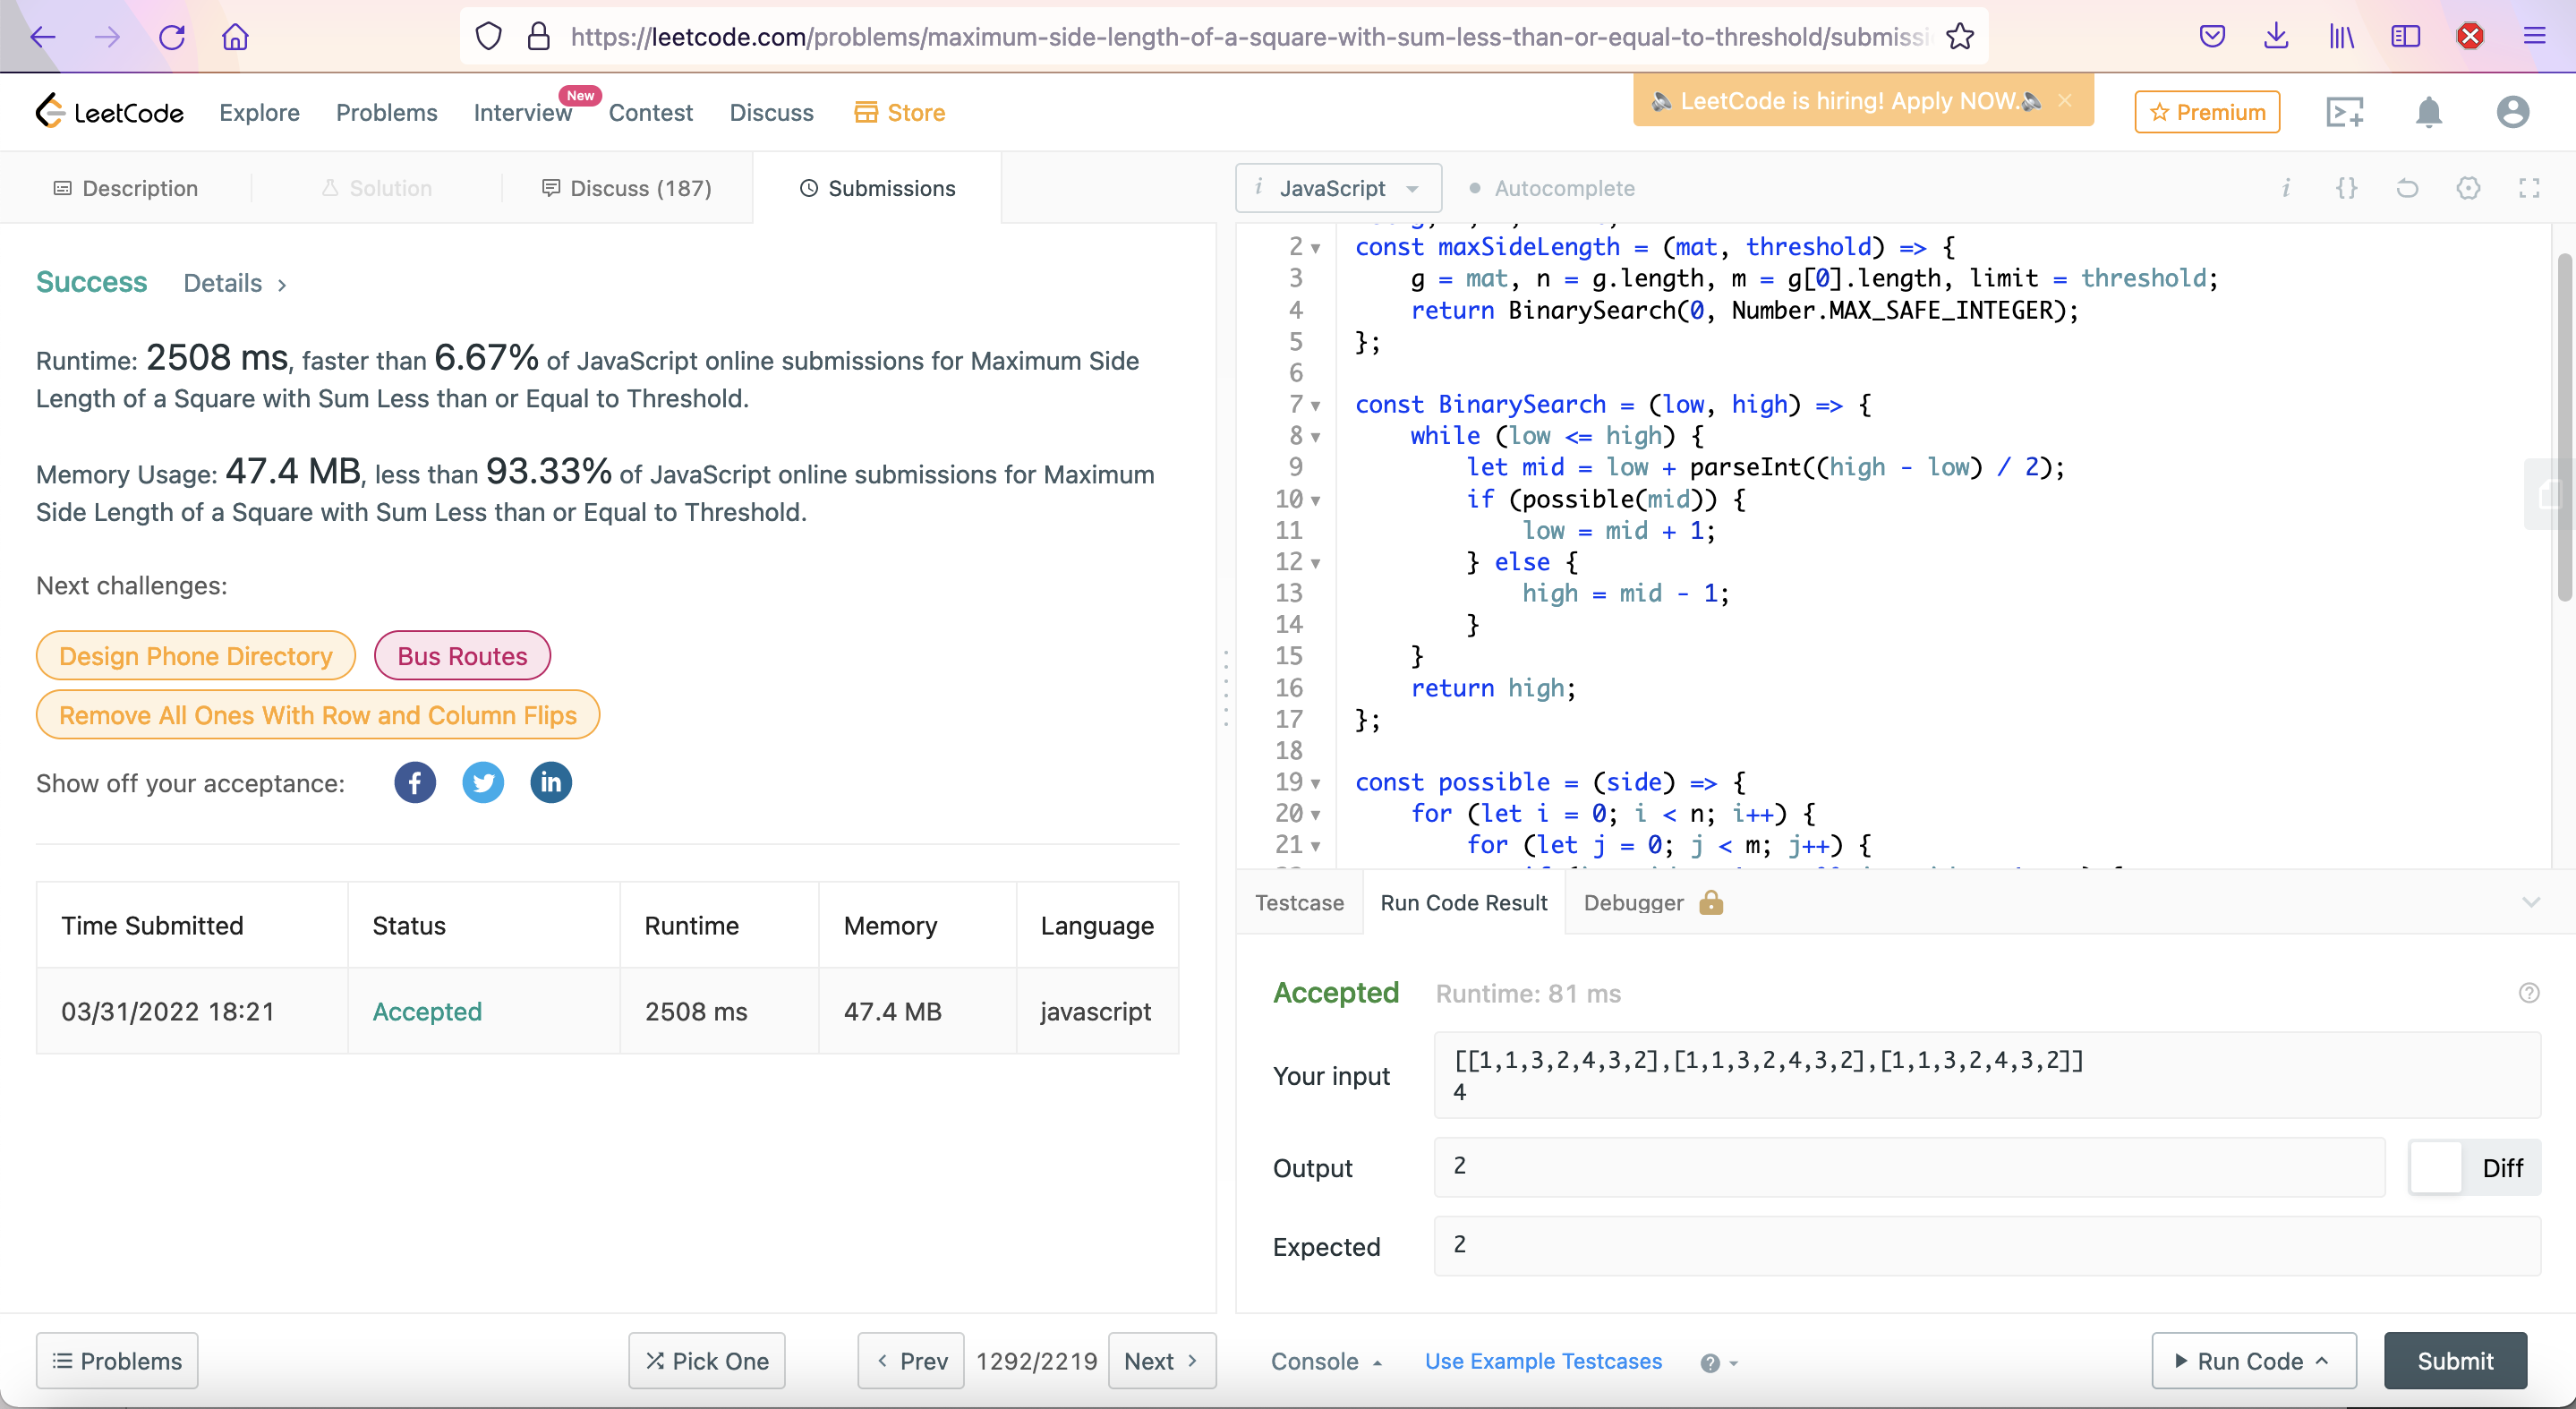 https://leetcode.com/problems/maximum-side-length-of-a-square-with-sum-less-than-or-equal-to-threshold/submissi
LeetCode
Explore
Problems
Interview
New
Contest
Discuss
Store
LeetCode is hiring! Apply NOW.
Premium
Description
Solution
Discuss (187)
Submissions
i JavaScript
Autocomplete
Success
Details >
Runtime: 2508 ms, faster than 6.67% of JavaScript online submissions for Maximum Side
Length of a Square with Sum Less than or Equal to Threshold.
Memory Usage: 47.4 MB, less than 93.33% of JavaScript online submissions for Maximum
Side Length of a Square with Sum Less than or Equal to Threshold.
Next challenges:
Design Phone Directory
Bus Routes
Remove All Ones With Row and Column Flips
Show off your acceptance:
Time Submitted Status Runtime Memory Language
03/31/2022 18:21 Accepted 2508 ms 47.4 MB javascript
2 const maxSideLength = (mat, threshold) => {
3 g = mat, n = g.length, m = g[0].length, limit = threshold;
4 return BinarySearch(0, Number.MAX_SAFE_INTEGER);
5 };
6
7 const BinarySearch = (low, high) => {
8 while (low <= high) {
9 let mid = low + parseInt((high - low) / 2);
10 if (possible(mid)) {
11 low = mid + 1;
12 } else {
13 high = mid - 1;
14 }
15 }
16 return high;
17 };
18
19 const possible = (side) => {
20 for (let i = 0; i < n; i++) {
21 for (let j = 0; j < m; j++) {
Testcase
Run Code Result
Debugger
Accepted
Runtime: 81 ms
Your input
[[1,1,3,2,4,3,2],[1,1,3,2,4,3,2],[1,1,3,2,4,3,2]]
4
Output
2
Diff
Expected
2
Problems
Pick One
< Prev
1292/2219
Next >
Console
Use Example Testcases
Run Code
Submit